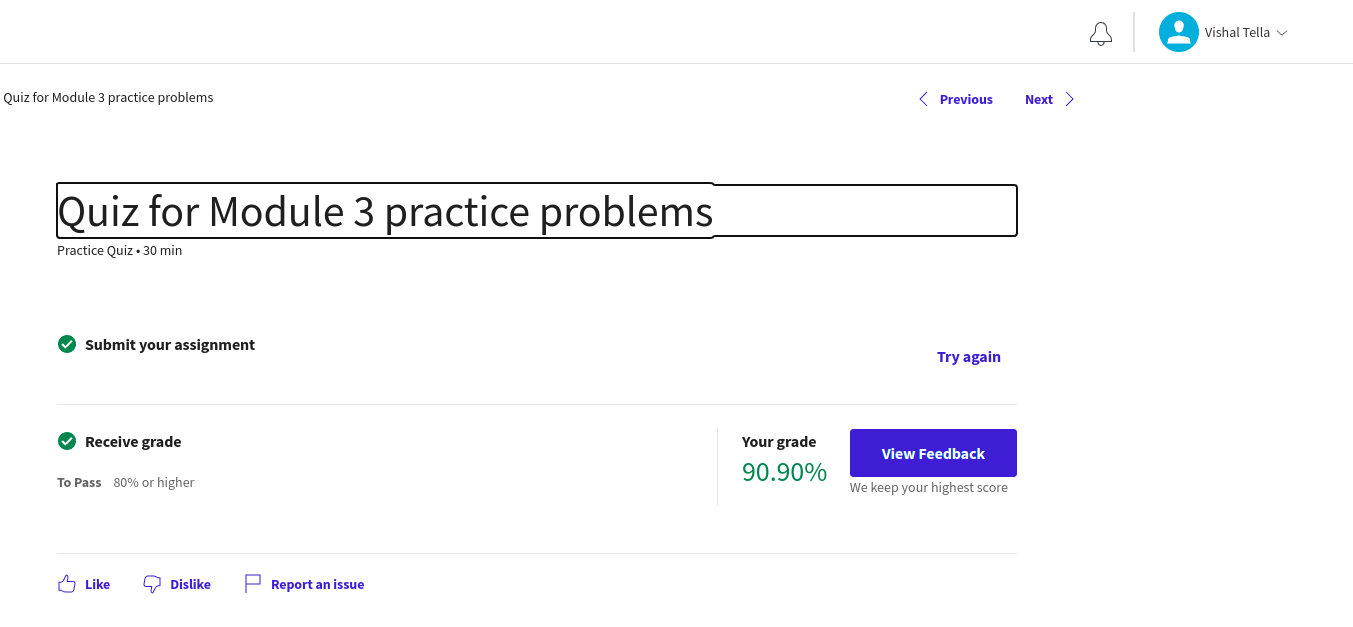 Vishal Tella
Quiz for Module 3 practice problems
Previous
Next
Quiz for Module 3 practice problems
Practice Quiz • 30 min
Submit your assignment
Try again
Receive grade
To Pass 80% or higher
Your grade
90.90%
View Feedback
We keep your highest score
Like
Dislike
Report an issue